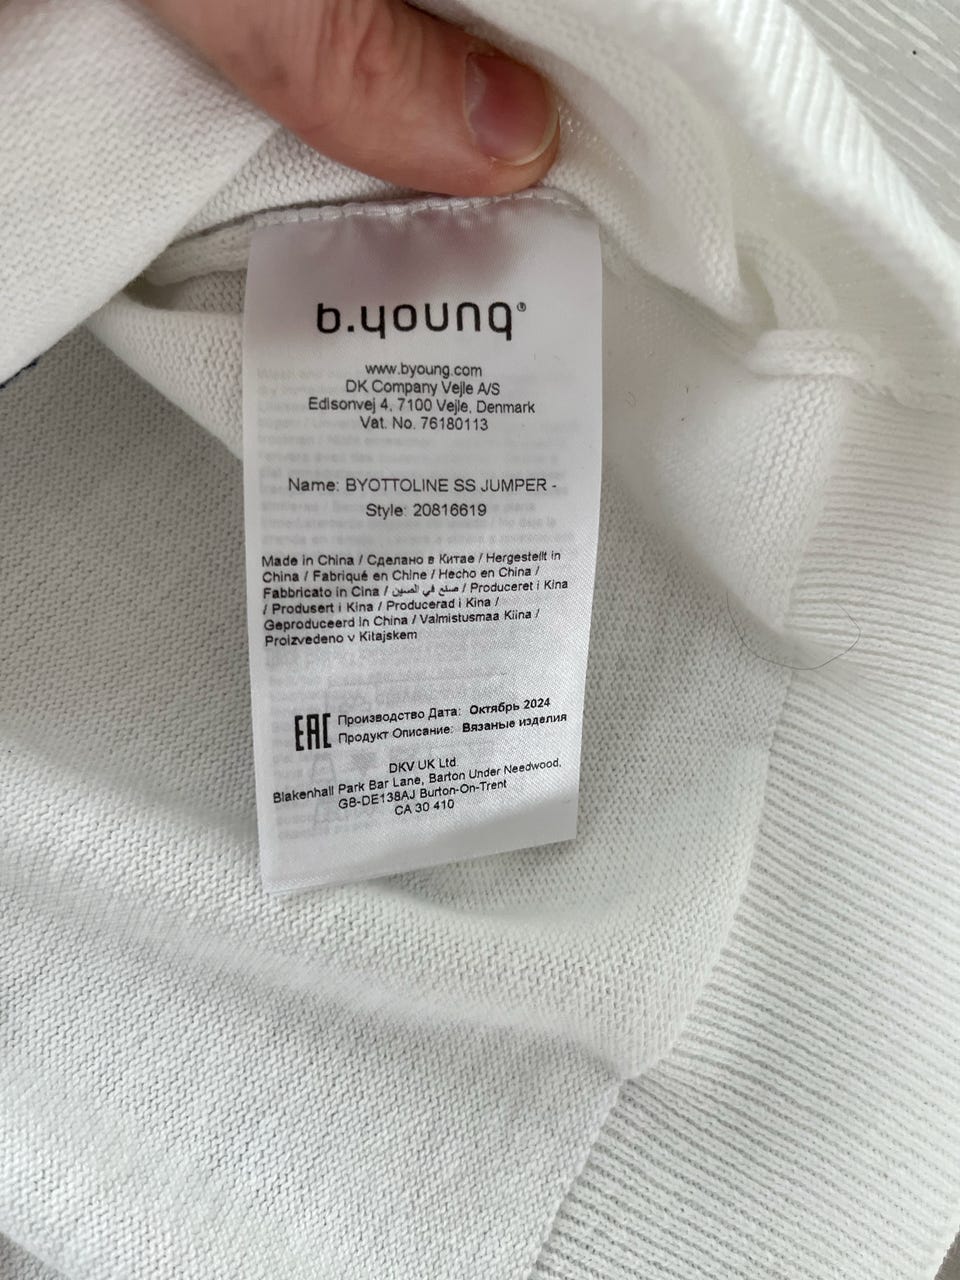 b.young®
www.byoung.com
DK Company Vejle A/S
Edisonvej 4, 7100 Vejle, Denmark
Vat. No. 76180113
Name: BYOTTOLINE SS JUMPER -
Style: 20816619
Made in China / Сделано в Китае / Hergestellt in
China / Fabriqué en Chine / Hecho en China /
Fabbricato in Cina / صنع في الصين / Produceret i Kina
/ Produsert i Kina / Producerad i Kina /
Geproduceerd in China / Valmistusmaa Kiina /
Proizvedeno v Kitajskem
EAC Производство Дата: Октябрь 2024
Продукт Описание: Вязаные изделия
DKV UK Ltd.
Blakenhall Park Bar Lane, Barton Under Needwood,
GB-DE138AJ Burton-On-Trent
CA 30 410